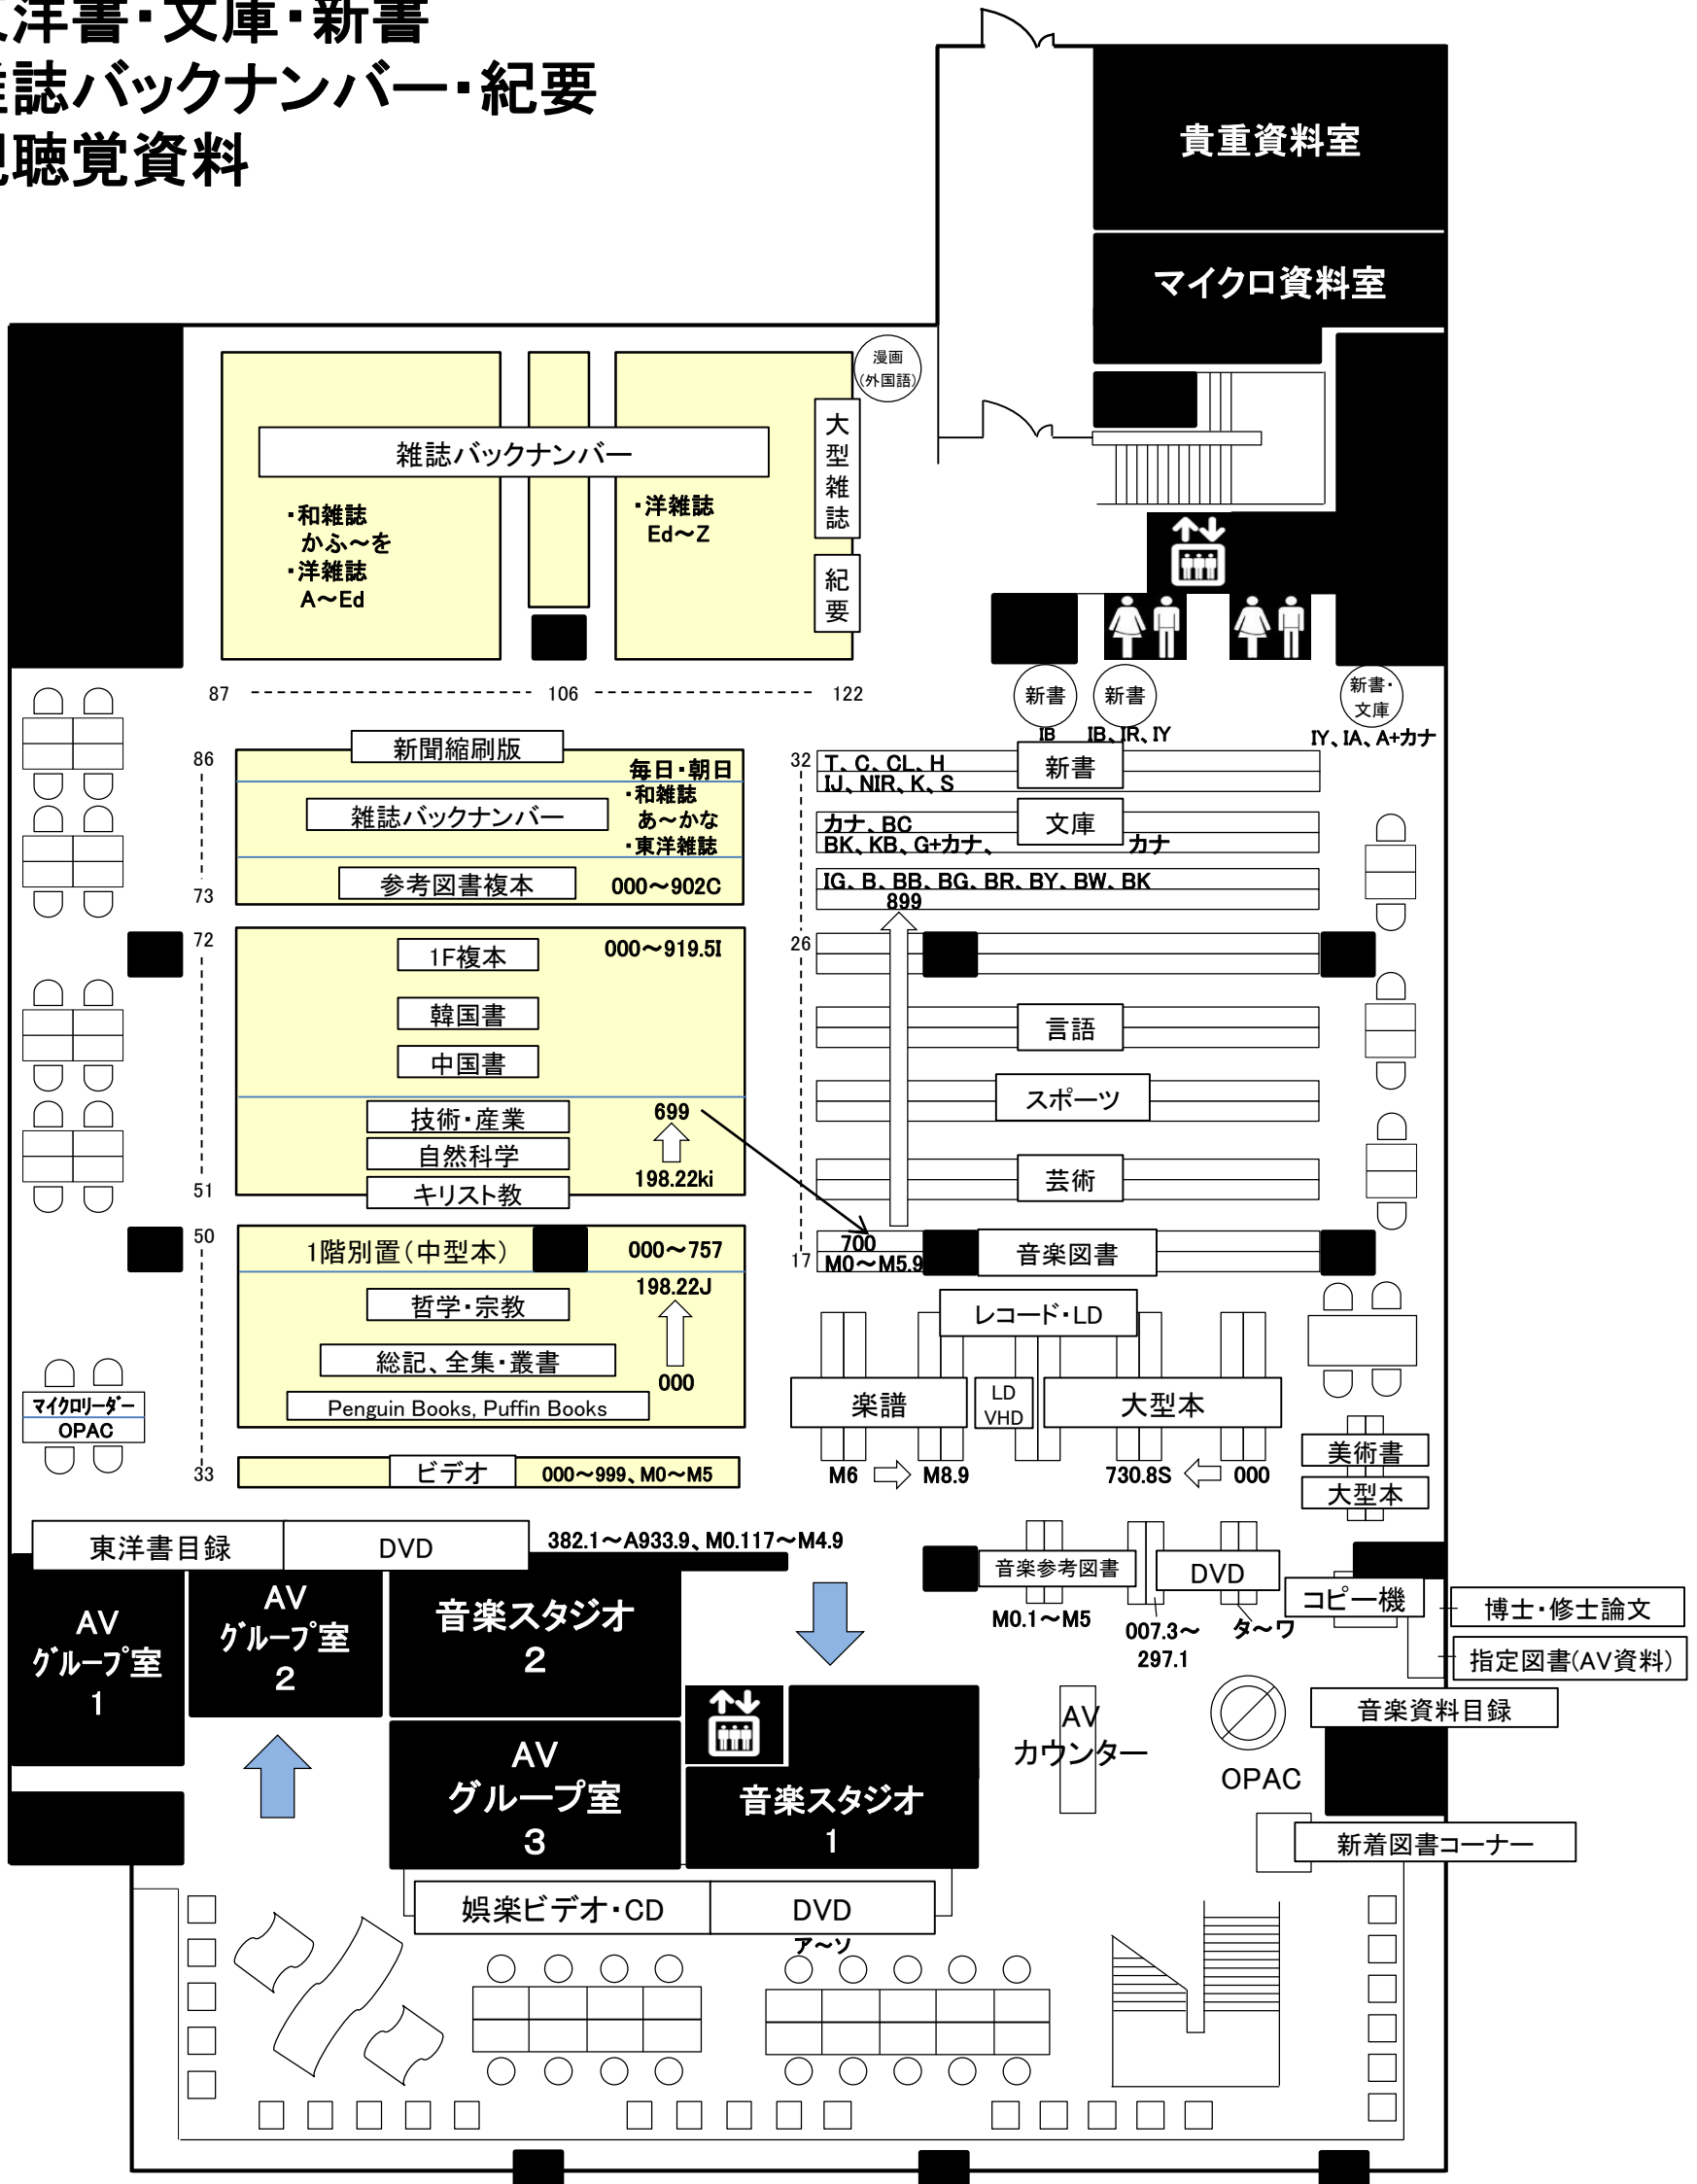 洋書・文庫・新書
誌バックナンバー・紀要
聴覚資料
貴重資料室
マイクロ資料室
漫画
(外国語)
雑誌バックナンバー
大型雑誌
紀要
・和雑誌
かふ～を
・洋雑誌
A～Ed
・洋雑誌
Ed～Z
87
106
122
新書
IB
新書
IB、IR、IY
新書・
文庫
IY、IA、A+カナ
86
新聞縮刷版
毎日・朝日
雑誌バックナンバー
・和雑誌
あ～かな
・東洋雑誌
73
参考図書複本
000～902C
32
T、C、CL、H
新書
IJ、NIR、K、S
カナ、BC
文庫
BK、KB、G+カナ、
カナ
IG、B、BB、BG、BR、BY、BW、BK
899
72
1F複本
000～919.5I
韓国書
中国書
技術・産業
699
自然科学
198.22ki
51
キリスト教
26
言語
スポーツ
芸術
700
17
M0～M5.9
音楽図書
50
1階別置(中型本)
000～757
哲学・宗教
198.22J
総記、全集・叢書
000
Penguin Books, Puffin Books
マイクロリーダー
OPAC
33
ビデオ
000～999、M0～M5
レコード・LD
楽譜
LD
VHD
大型本
M6
M8.9
730.8S
000
美術書
大型本
東洋書目録
DVD
382.1～A933.9、M0.117～M4.9
音楽参考図書
M0.1～M5
007.3～
297.1
DVD
タ～ワ
コピー機
博士・修士論文
指定図書(AV資料)
音楽資料目録
AV
グループ室
1
AV
グループ室
2
音楽スタジオ
2
AV
グループ室
3
音楽スタジオ
1
AV
カウンター
OPAC
新着図書コーナー
娯楽ビデオ・CD
DVD
ア～ソ